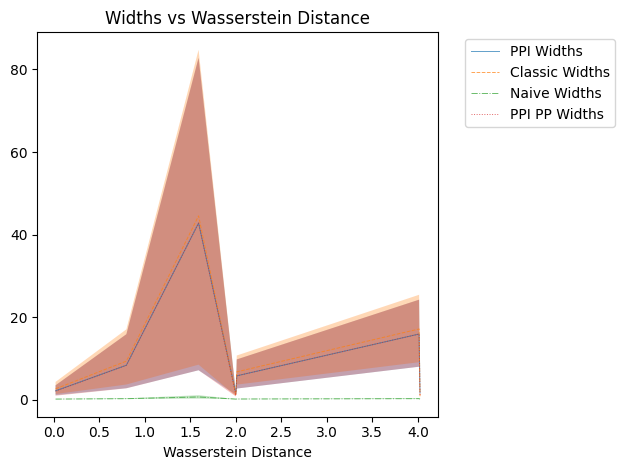 Widths vs Wasserstein Distance
PPI Widths
Classic Widths
Naive Widths
PPI PP Widths
80
60
40
20
0
0.0 0.5 1.0 1.5 2.0 2.5 3.0 3.5 4.0
Wasserstein Distance